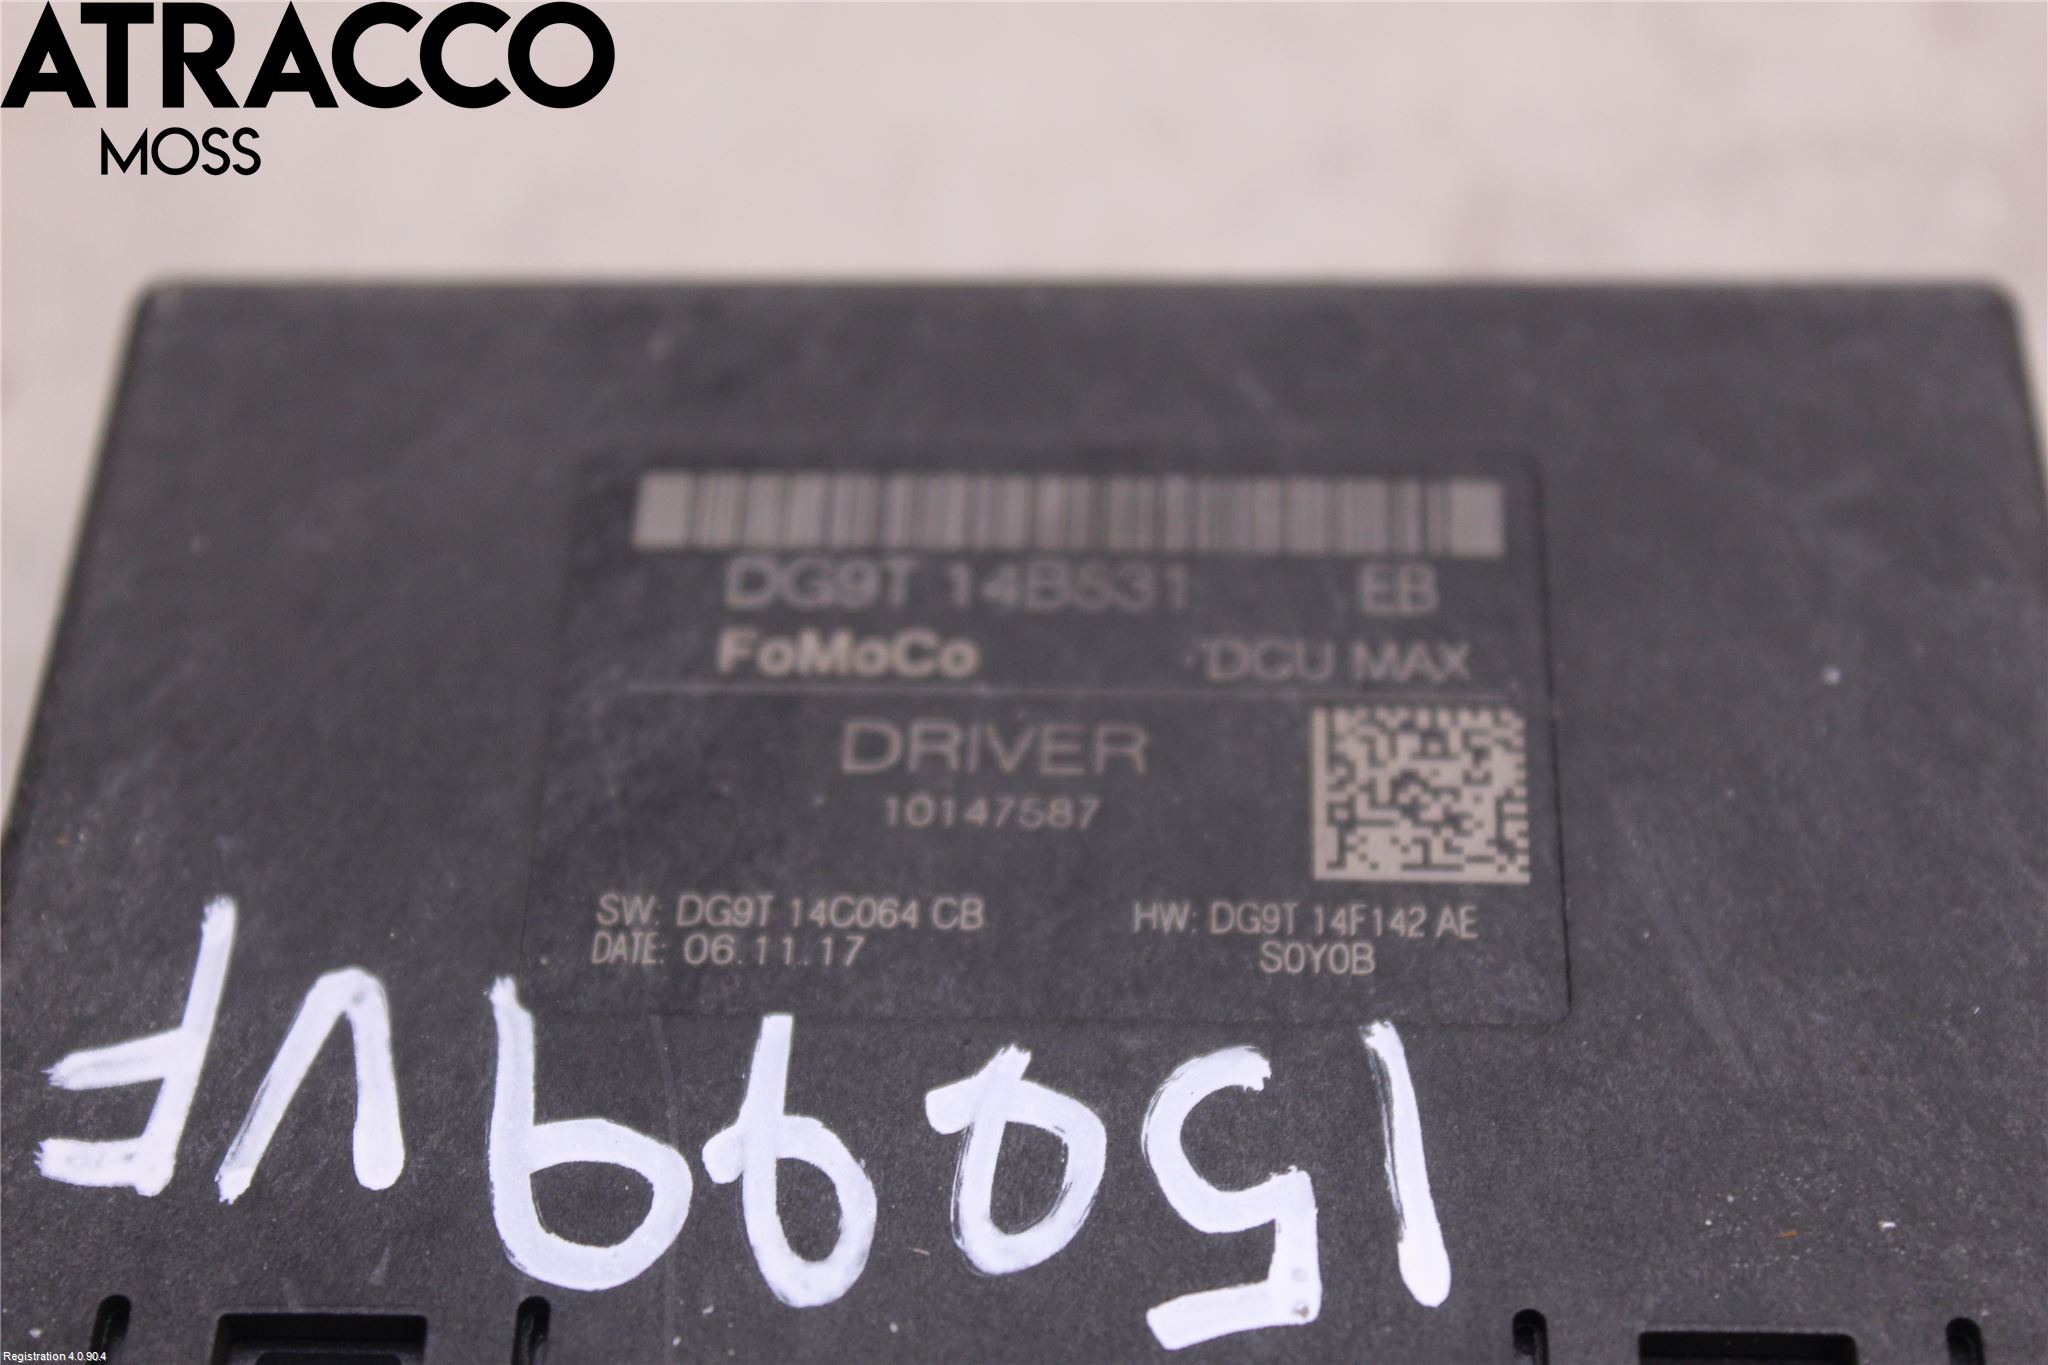 ATRACCO
MOSS
DG9T 14B531 EB
FoMoCo DCU MAX
DRIVER
10147587
SW: DG9T 14C064 CB HW: DG9T 14F142 AE
DATE: 06.11.17 S0Y0B
VF
Registration 4.0.90.4